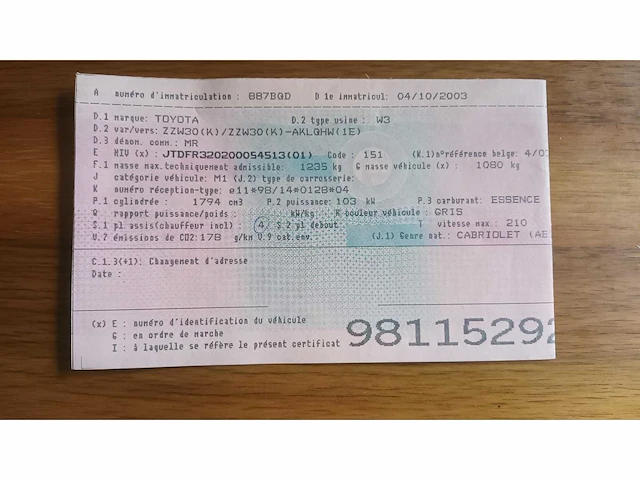 A numéro d'immatriculation : 887BGD D 1e immatricul: 04/10/2003
D.1 marque: TOYOTA D.2 type usine : W3
D.2 var/vers: ZZW30(K)/ZZW30(K)-AKLGHW(1E)
D.3 dénom. comm.: MR
E NIV (x) : JTDFR320200054513(01) Code : 151 (K.1)n°référence belge: 4/07
F.1 masse max.techniquement admissible: 1235 kg G masse véhicule (x) : 1080 kg
J catégorie véhicule: M1 (J.2) type de carrosserie:
K numéro réception-type: e11*98/14*0128*04
P.1 cylindrée : 1794 cm3 P.2 puissance: 103 kW P.3 carburant: ESSENCE
Q rapport puissance/poids : kW/kg R couleur véhicule : GRIS
S.1 pl assis(chauffeur incl) : 4 S.2 pl debout : T vitesse max.: 210
V.7 émissions de CO2: 178 g/km V.9 cat.env. (J.1) Genre nat.: CABRIOLET (AE
C.1.3(+1): Changement d'adresse
Date :
(x) E : numéro d'identification du véhicule
G : en ordre de marche
I : à laquelle se réfère le présent certificat
98115292